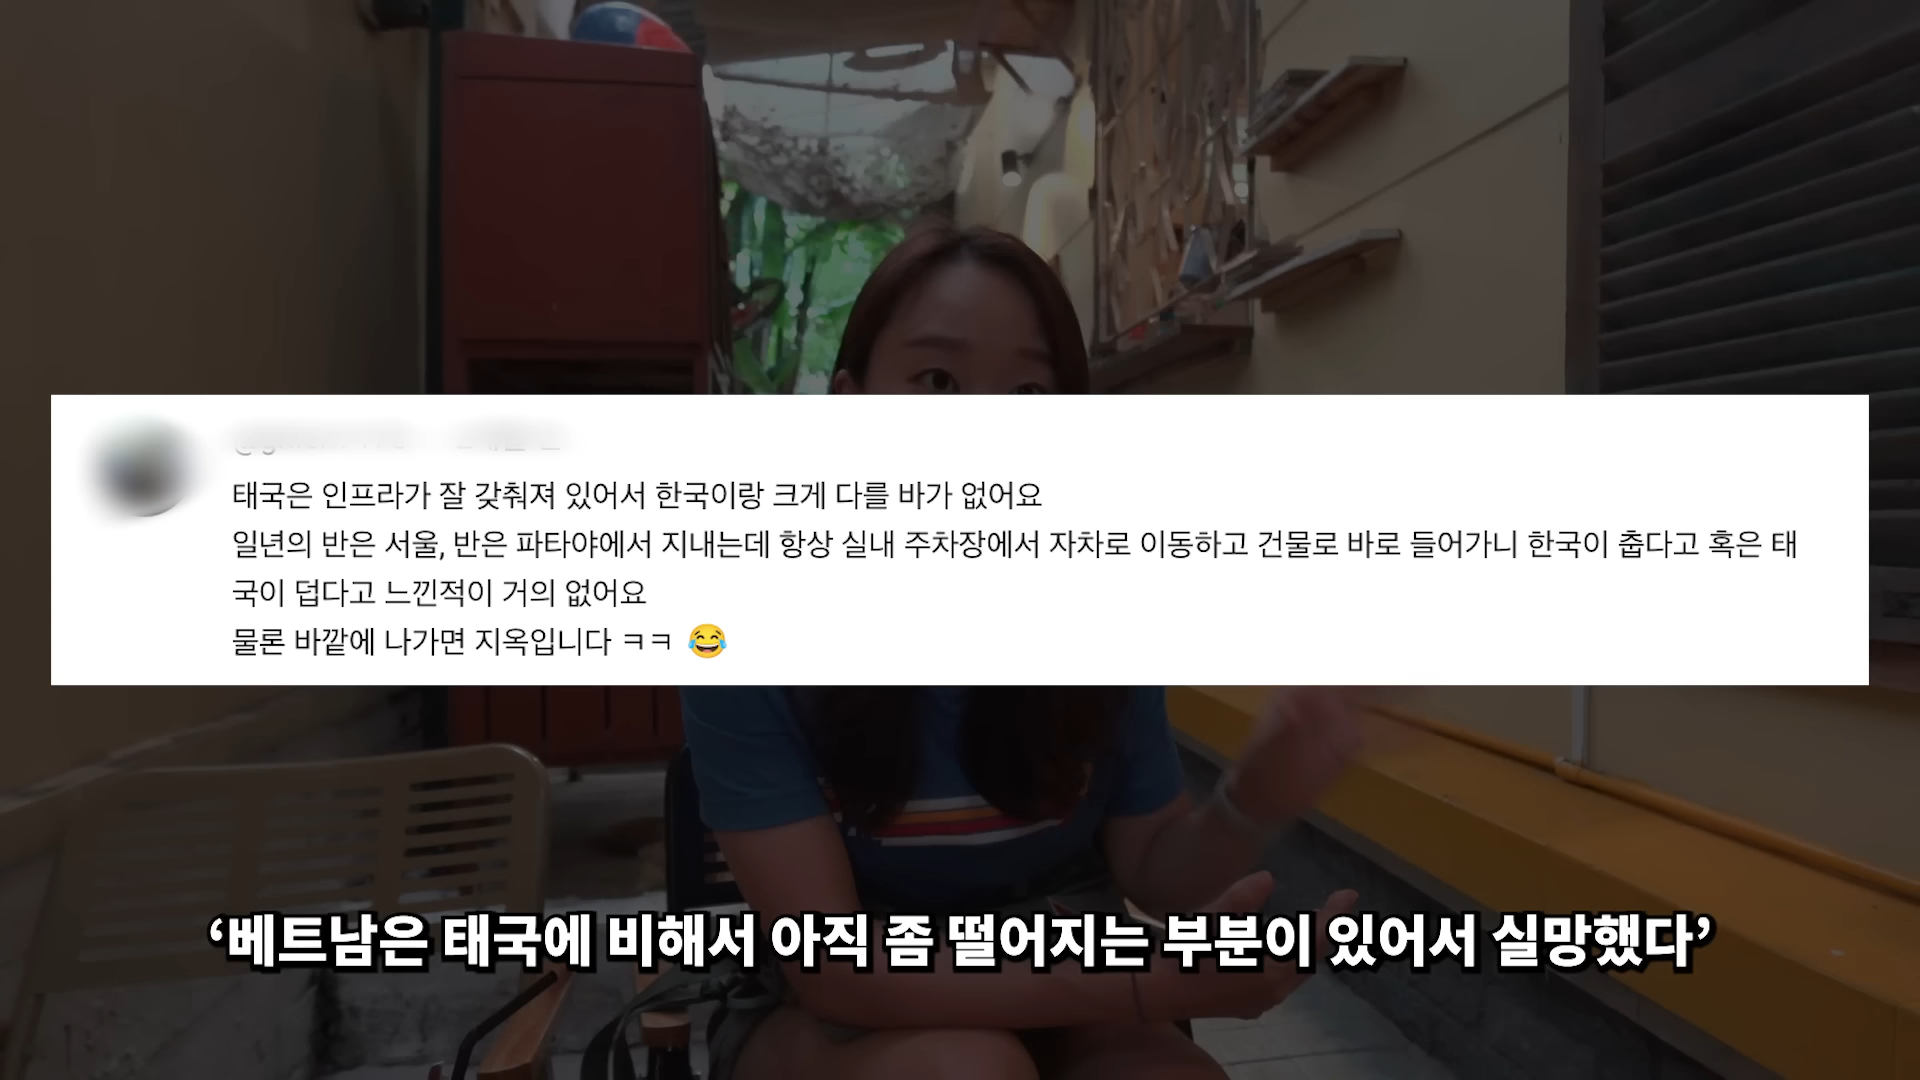 태국은 인프라가 잘 갖춰져 있어서 한국이랑 크게 다를 바가 없어요
일년의 반은 서울, 반은 파타야에서 지내는데 항상 실내 주차장에서 자차로 이동하고 건물로 바로 들어가니 한국이 춥다고 혹은 태
국이 덥다고 느낀적이 거의 없어요
물론 바깥에 나가면 지옥입니다 ㅋㅋ 😂
‘베트남은 태국에 비해서 아직 좀 떨어지는 부분이 있어서 실망했다’